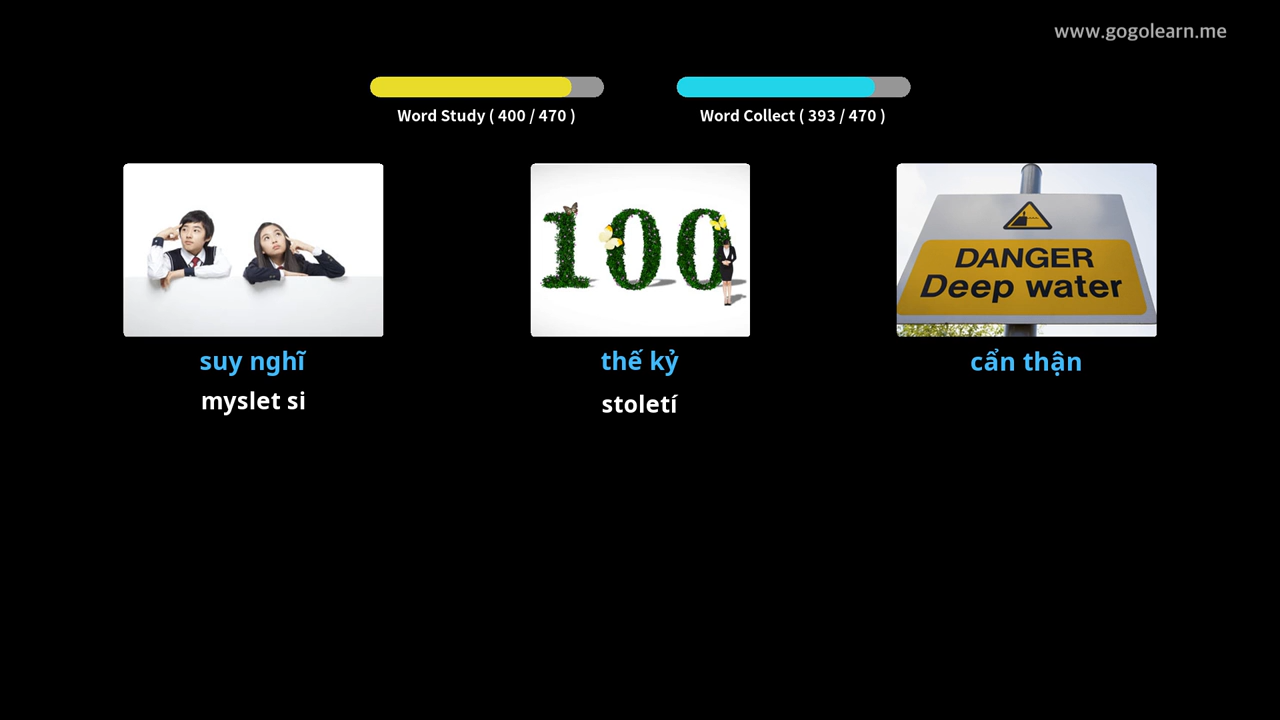 www.gogolearn.me
Word Study ( 400 / 470 )
Word Collect ( 393 / 470 )
100
DANGER
Deep water
suy nghĩ
thế kỷ
cẩn thận
myslet si
století